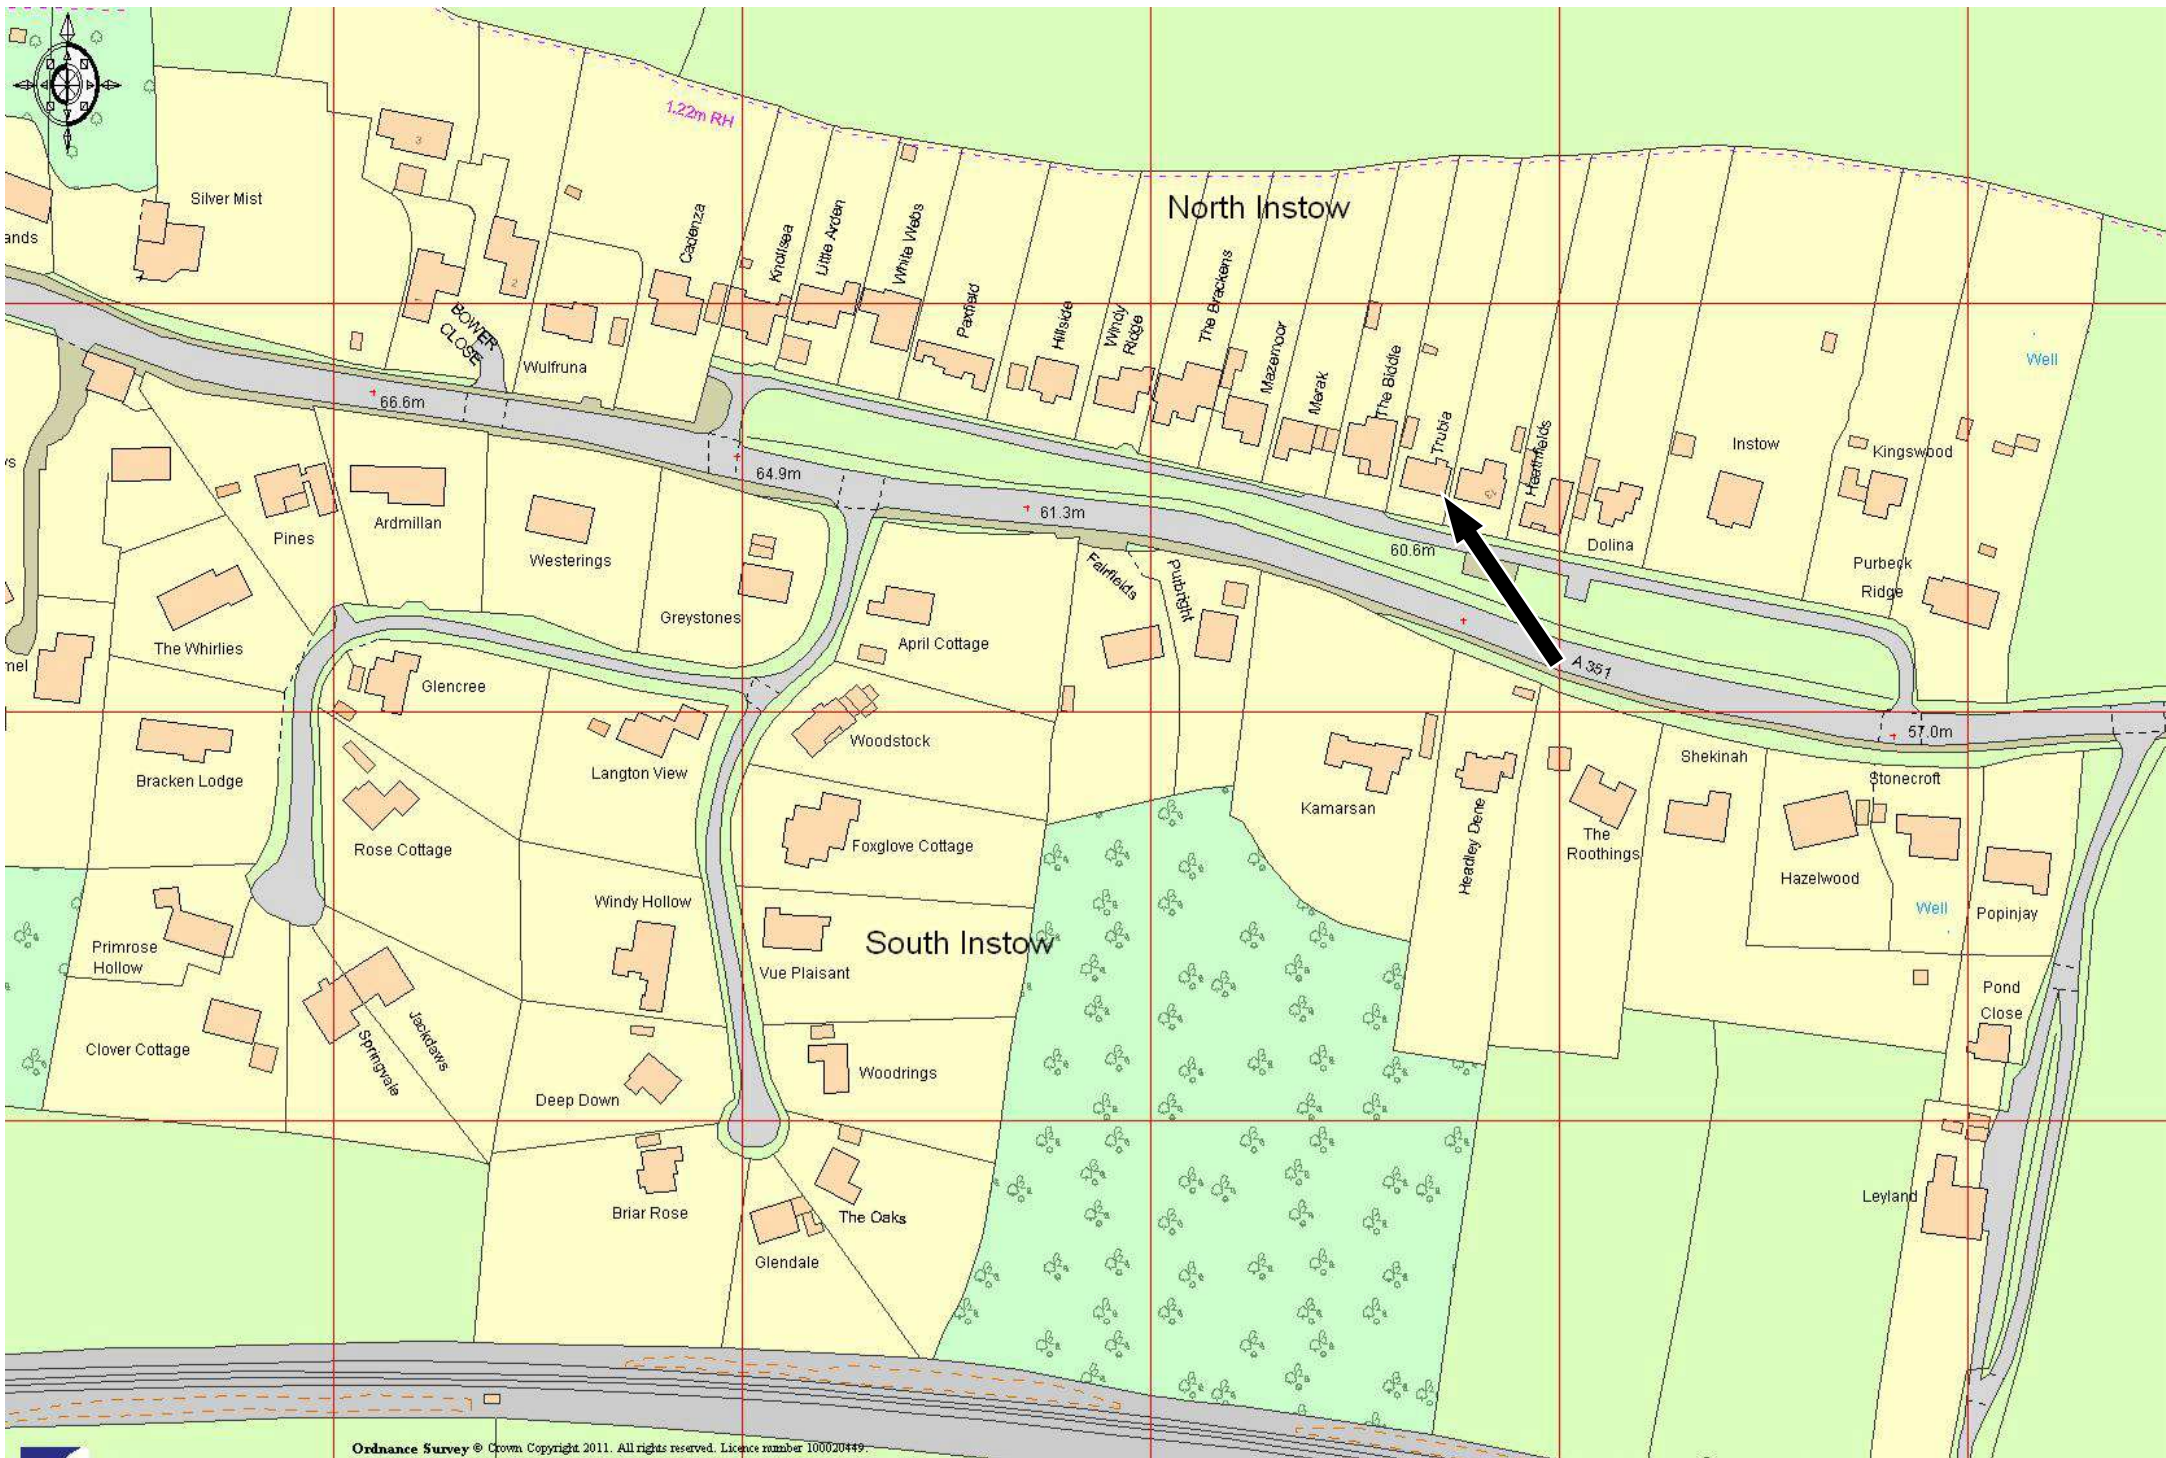 1.22m RH
3
Silver Mist
ands
North Instow
Cadenza
Knollsea
Little Arden
White Webs
Paxfield
Hillside
Windy
Ridge
The Brackens
Mazemoor
Merak
The Biddle
Trubia
Heathfields
2
1
BOWER
CLOSE
Wulfruna
Well
66.6m
Instow
Kingswood
64.9m
61.3m
60.6m
Dolina
Pines
Ardmillan
Westerings
Purbeck
Ridge
Fairfields
Purbright
Greystones
The Whirlies
April Cottage
A 351
Glencree
57.0m
Woodstock
Bracken Lodge
Langton View
Shekinah
Stonecroft
Kamarsan
Headley Dene
The
Roothings
Rose Cottage
Foxglove Cottage
Hazelwood
Windy Hollow
Well
Popinjay
Primrose
Hollow
South Instow
Vue Plaisant
Pond
Close
Clover Cottage
Springvale
Jackdaws
Woodrings
Deep Down
Leyland
Briar Rose
The Oaks
Glendale
Ordnance Survey © Crown Copyright 2011. All rights reserved. Licence number 100020449.